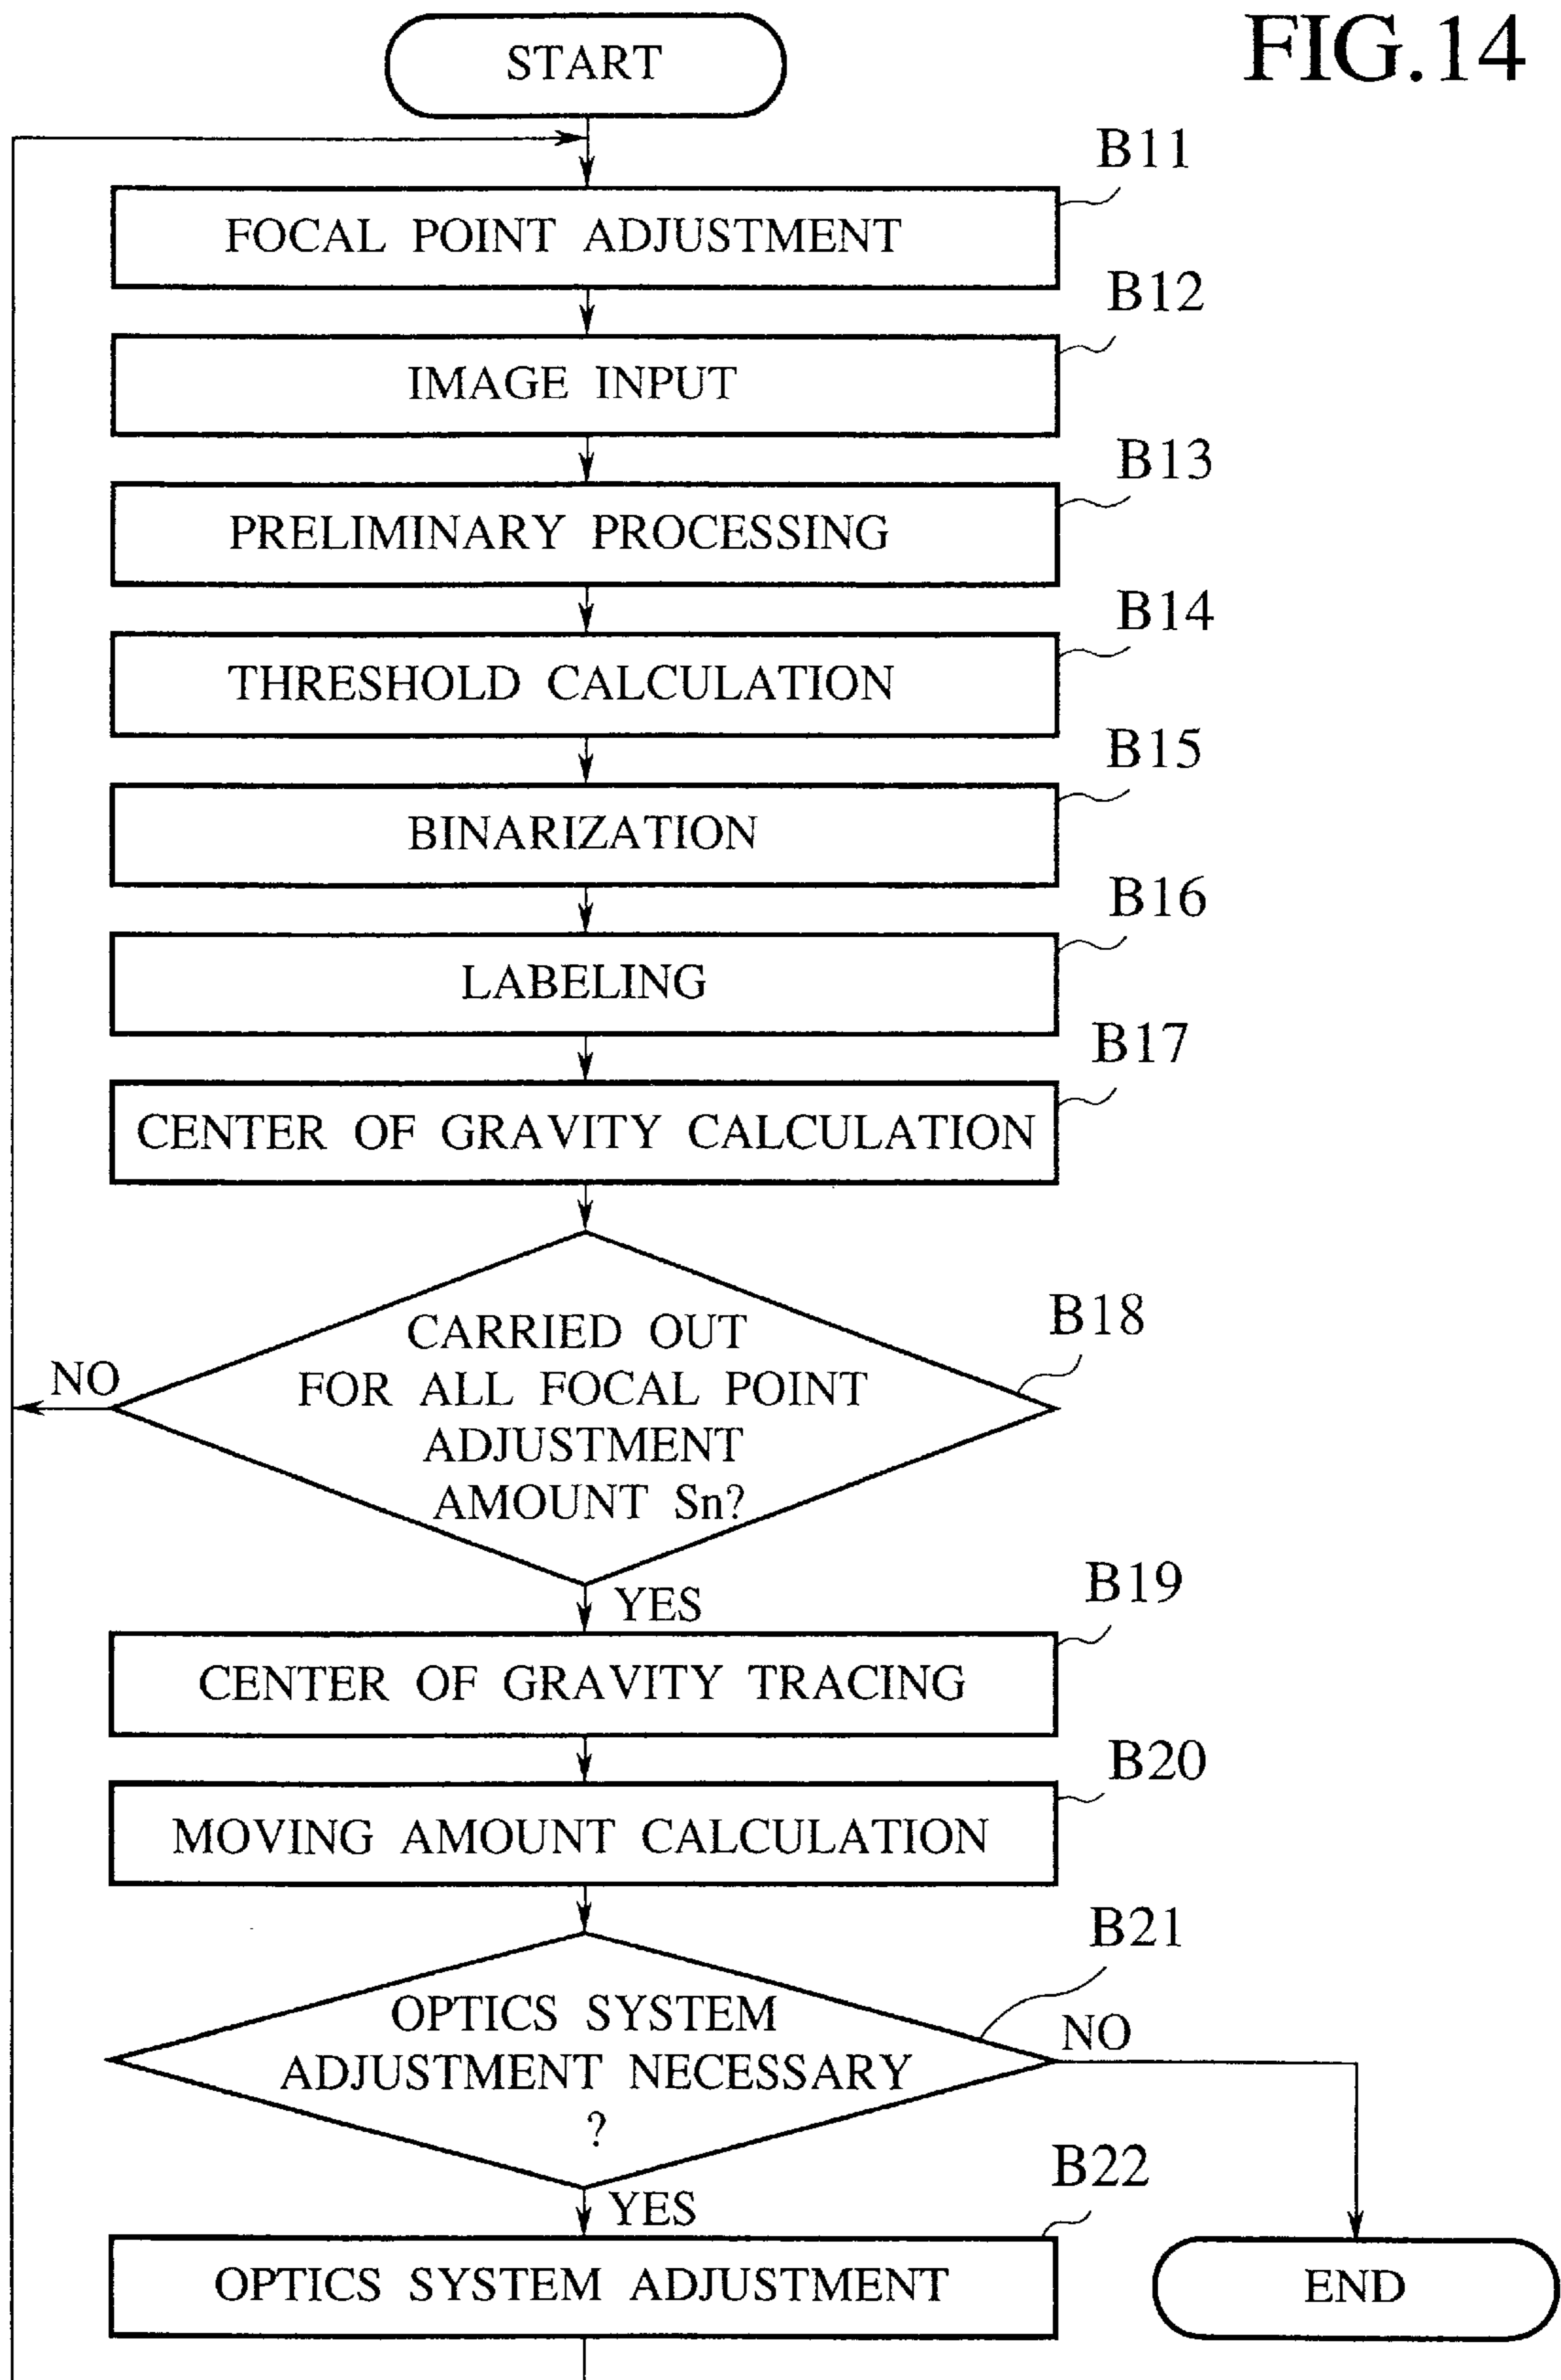 FIG.14
START
B11
FOCAL POINT ADJUSTMENT
B12
IMAGE INPUT
B13
PRELIMINARY PROCESSING
B14
THRESHOLD CALCULATION
B15
BINARIZATION
B16
LABELING
B17
CENTER OF GRAVITY CALCULATION
B18
CARRIED OUT
FOR ALL FOCAL POINT
ADJUSTMENT
AMOUNT Sn?
NO
YES
B19
CENTER OF GRAVITY TRACING
B20
MOVING AMOUNT CALCULATION
B21
OPTICS SYSTEM
ADJUSTMENT NECESSARY
?
NO
YES
B22
OPTICS SYSTEM ADJUSTMENT
END